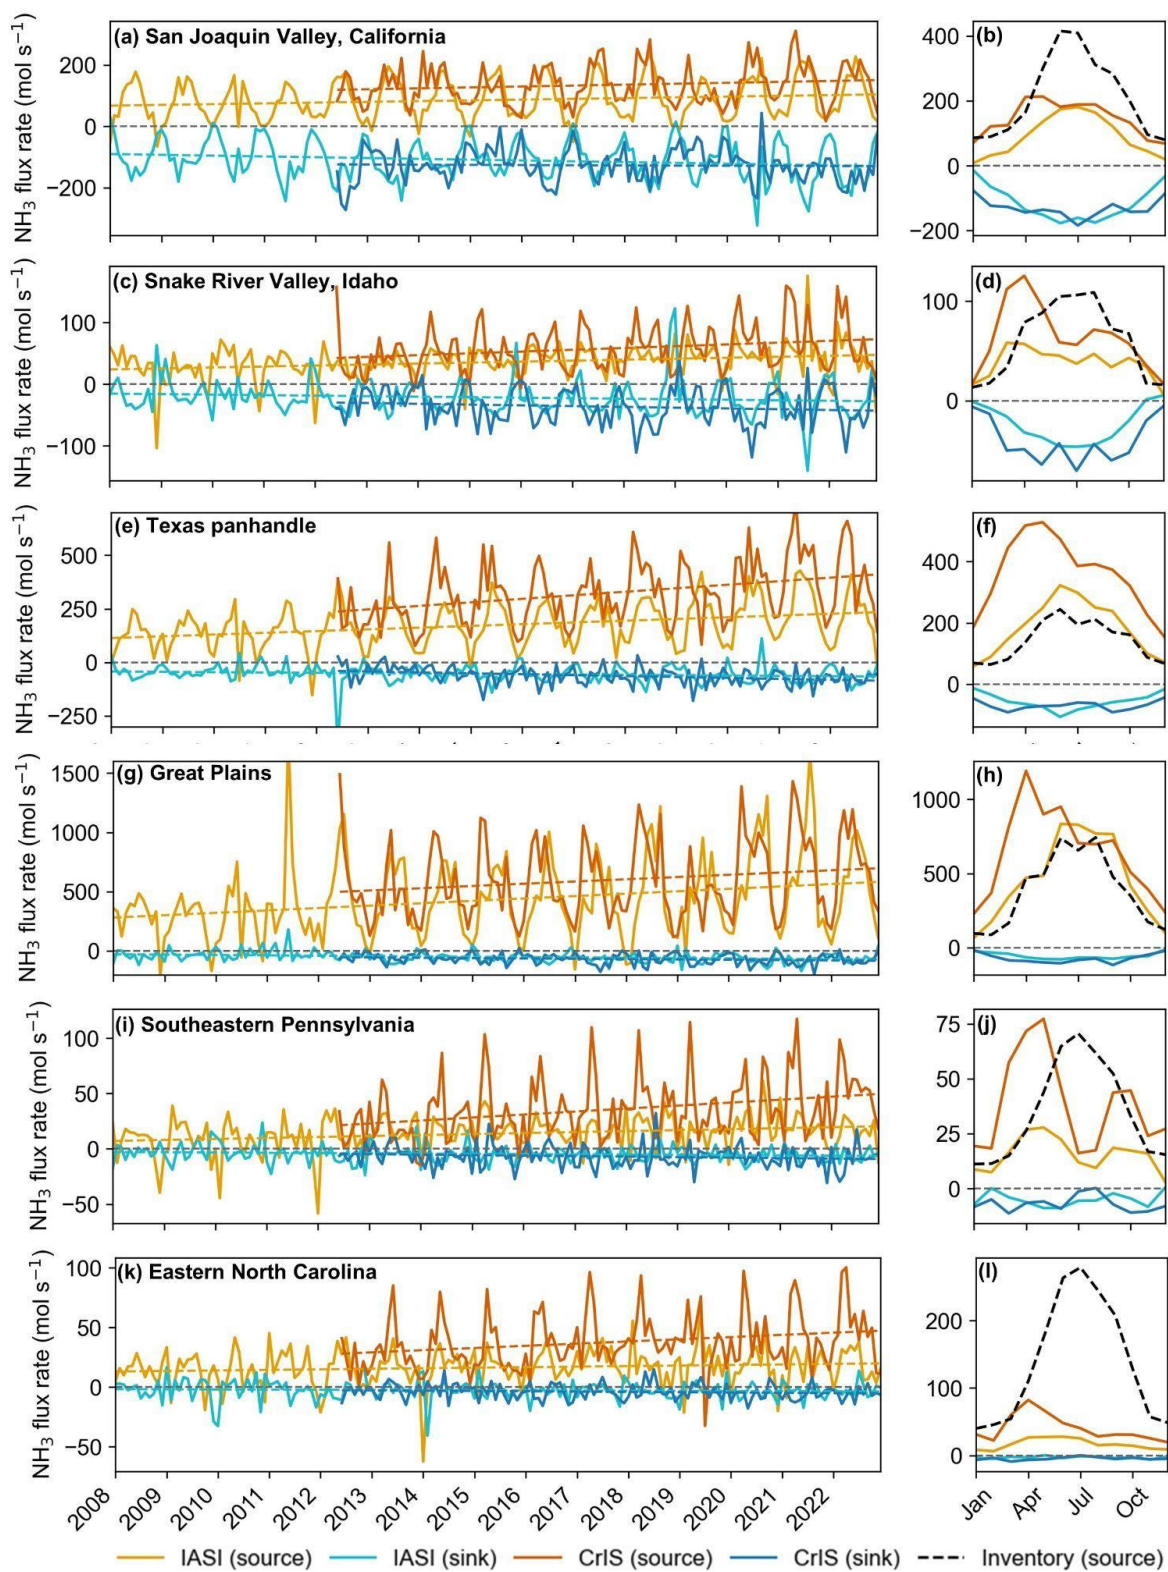 (a) San Joaquin Valley, California
(b)
NH₃ flux rate (mol s⁻¹)
200
0
−200
400
200
0
−200
(c) Snake River Valley, Idaho
(d)
NH₃ flux rate (mol s⁻¹)
100
0
−100
100
0
(e) Texas panhandle
(f)
NH₃ flux rate (mol s⁻¹)
500
250
0
−250
400
200
0
(g) Great Plains
(h)
NH₃ flux rate (mol s⁻¹)
1500
1000
500
0
1000
500
0
(i) Southeastern Pennsylvania
(j)
NH₃ flux rate (mol s⁻¹)
100
50
0
−50
75
50
25
0
(k) Eastern North Carolina
(l)
NH₃ flux rate (mol s⁻¹)
100
50
0
−50
200
100
0
2008 2009 2010 2011 2012 2013 2014 2015 2016 2017 2018 2019 2020 2021 2022
Jan Apr Jul Oct
IASI (source) IASI (sink) CrIS (source) CrIS (sink) Inventory (source)